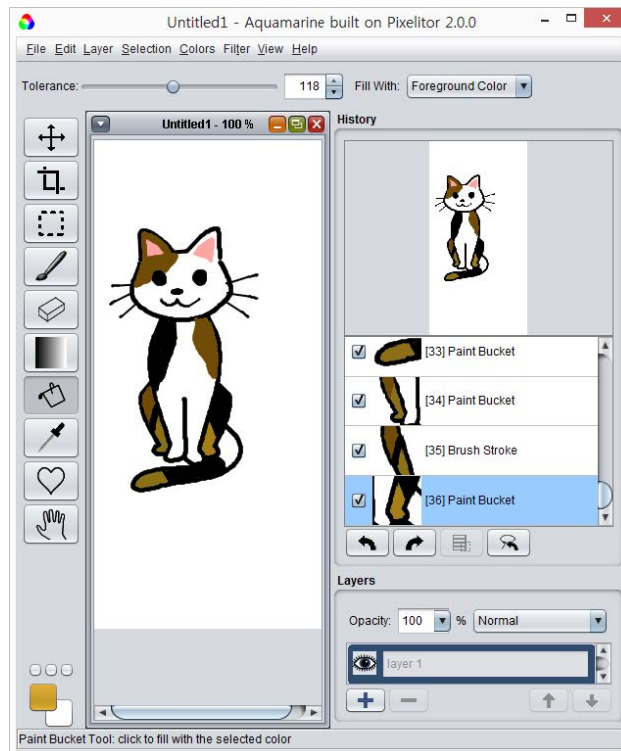 Untitled1 - Aquamarine built on Pixelitor 2.0.0
File Edit Layer Selection Colors Filter View Help
Tolerance: 118 Fill With: Foreground Color
Untitled1 - 100 %
History
[33] Paint Bucket
[34] Paint Bucket
[35] Brush Stroke
[36] Paint Bucket
Layers
Opacity: 100 % Normal
layer 1
Paint Bucket Tool: click to fill with the selected color